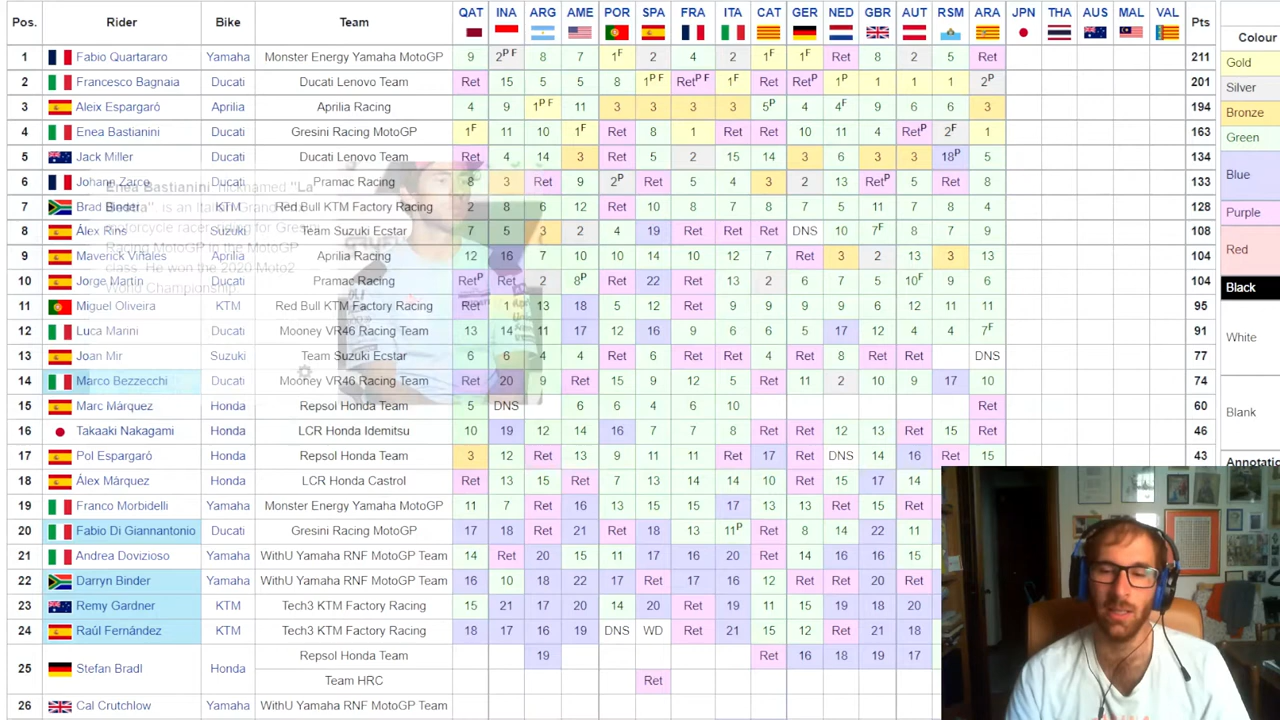 Pos. Rider Bike Team QAT INA ARG AME POR SPA FRA ITA CAT GER NED GBR AUT RSM ARA JPN THA AUS MAL VAL Pts
Colour
1 Fabio Quartararo Yamaha Monster Energy Yamaha MotoGP 9 2P F 8 7 1F 2 4 2 1F 1F Ret 8 2 5 Ret 211
Gold
2 Francesco Bagnaia Ducati Ducati Lenovo Team Ret 15 5 5 8 1P F RetP F 1F Ret RetP 1P 1 1 1 2P 201
Silver
3 Aleix Espargaró Aprilia Aprilia Racing 4 9 1P F 11 3 3 3 3 5P 4 4F 9 6 6 3 194
Bronze
4 Enea Bastianini Ducati Gresini Racing MotoGP 1F 11 10 1F Ret 8 1 Ret Ret 10 11 4 RetP 2F 1 163
Green
5 Jack Miller Ducati Ducati Lenovo Team Ret 4 14 3 Ret 5 2 15 14 3 6 3 3 18P 5 134
Blue
6 Johann Zarco Ducati Pramac Racing 8 3 Ret 9 2P Ret 5 4 3 2 13 RetP 5 Ret 8 133
Enea Bastianini nicknamed "La
7 Brad Binder KTM Red Bull KTM Factory Racing 2 8 6 12 Ret 10 8 7 8 7 5 11 7 8 4 128
is an Italian Grand
Purple
8 Álex Rins Suzuki Team Suzuki Ecstar 7 5 3 2 4 19 Ret Ret Ret DNS 10 7F 8 7 9 108
motorcycle racer for Gres
Red
9 Maverick Viñales Aprilia Aprilia Racing 12 16 7 10 10 14 10 12 7 Ret 3 2 13 3 13 104
MotoGP
class. He won the 2020 Moto2
10 Jorge Martín Ducati Pramac Racing RetP Ret 2 8P Ret 22 Ret 13 2 6 7 5 10F 9 6 104
World Championship.
Black
11 Miguel Oliveira KTM Red Bull KTM Factory Racing Ret 1 13 18 5 12 Ret 9 9 9 9 6 12 11 11 95
12 Luca Marini Ducati Mooney VR46 Racing Team 13 14 11 17 12 16 9 6 6 5 17 12 4 4 7F 91
White
13 Joan Mir Suzuki Team Suzuki Ecstar 6 6 4 4 Ret 6 Ret Ret 4 Ret 8 Ret Ret DNS 77
14 Marco Bezzecchi Ducati Mooney VR46 Racing Team Ret 20 9 Ret 15 9 12 5 Ret 11 2 10 9 17 10 74
15 Marc Márquez Honda Repsol Honda Team 5 DNS 6 6 4 6 10 Ret 60
Blank
16 Takaaki Nakagami Honda LCR Honda Idemitsu 10 19 12 14 16 7 7 8 Ret Ret 12 13 Ret 15 Ret 46
17 Pol Espargaró Honda Repsol Honda Team 3 12 Ret 13 9 11 11 Ret 17 Ret DNS 14 16 Ret 15 43
Annotatio
18 Álex Márquez Honda LCR Honda Castrol Ret 13 15 Ret 7 13 14 14 10 Ret 15 17 14
19 Franco Morbidelli Yamaha Monster Energy Yamaha MotoGP 11 7 Ret 16 13 15 15 17 13 13 Ret 15 Ret
20 Fabio Di Giannantonio Ducati Gresini Racing MotoGP 17 18 Ret 21 Ret 18 13 11P Ret 8 14 22 11
21 Andrea Dovizioso Yamaha WithU Yamaha RNF MotoGP Team 14 Ret 20 15 11 17 16 20 Ret 14 16 16 15
22 Darryn Binder Yamaha WithU Yamaha RNF MotoGP Team 16 10 18 22 17 Ret 17 16 12 Ret Ret 20 Ret
23 Remy Gardner KTM Tech3 KTM Factory Racing 15 21 17 20 14 20 Ret 19 11 15 19 18 20
24 Raúl Fernández KTM Tech3 KTM Factory Racing 18 17 16 19 DNS WD Ret 21 15 12 Ret 21 18
25 Stefan Bradl Honda Repsol Honda Team 19 Ret 16 18 19 17
Team HRC Ret
26 Cal Crutchlow Yamaha WithU Yamaha RNF MotoGP Team